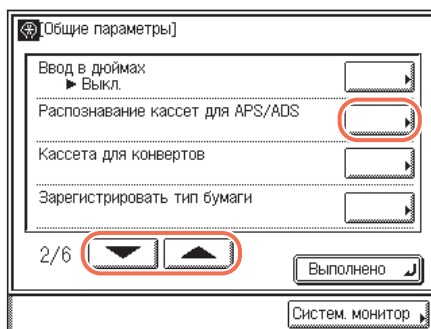 [Общие параметры]
Ввод в дюймах
▶ Выкл.
Распознавание кассет для APS/ADS
Кассета для конвертов
Зарегистрировать тип бумаги
2/6
Выполнено
Систем. монитор